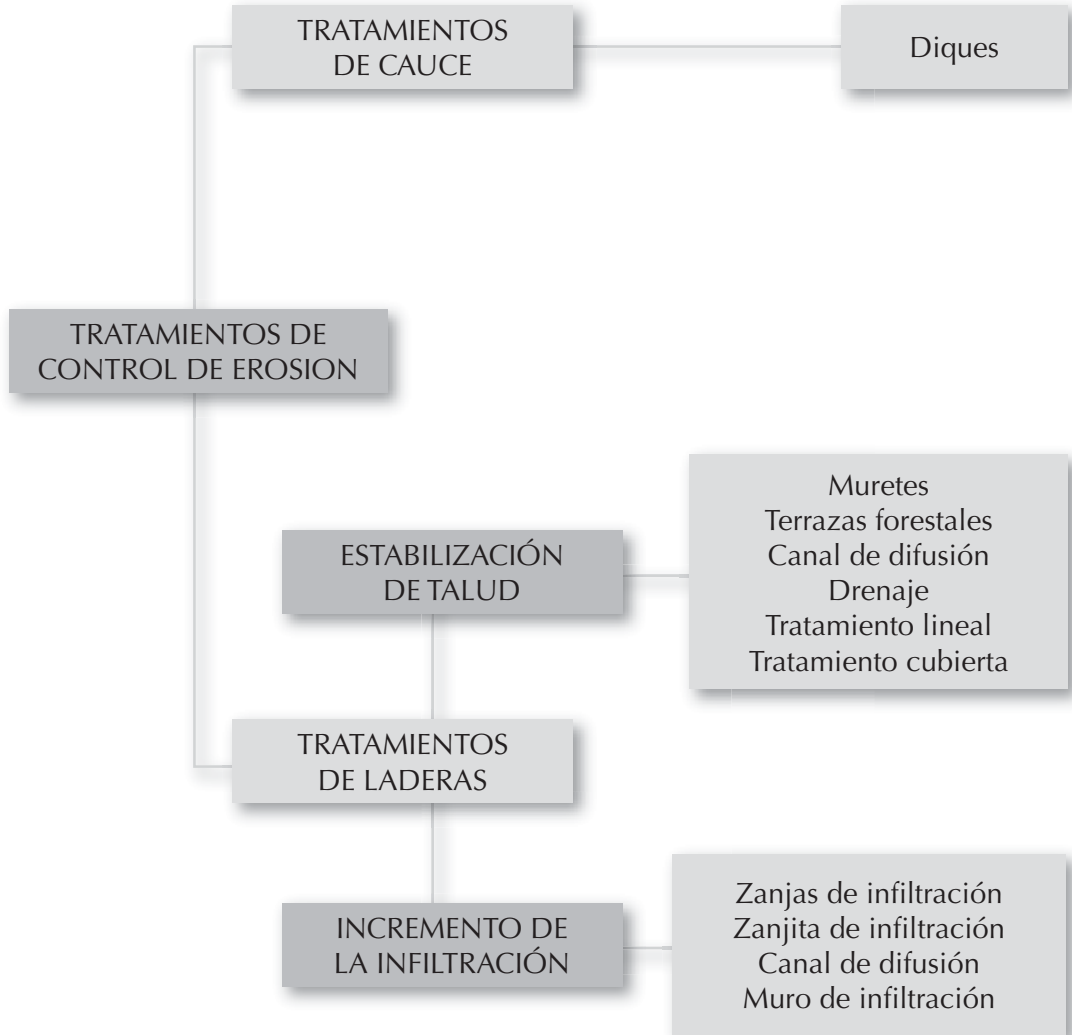 TRATAMIENTOS
DE CAUCE
Diques
TRATAMIENTOS DE
CONTROL DE EROSION
ESTABILIZACIÓN
DE TALUD
Muretes
Terrazas forestales
Canal de difusión
Drenaje
Tratamiento lineal
Tratamiento cubierta
TRATAMIENTOS
DE LADERAS
INCREMENTO DE
LA INFILTRACIÓN
Zanjas de infiltración
Zanjita de infiltración
Canal de difusión
Muro de infiltración